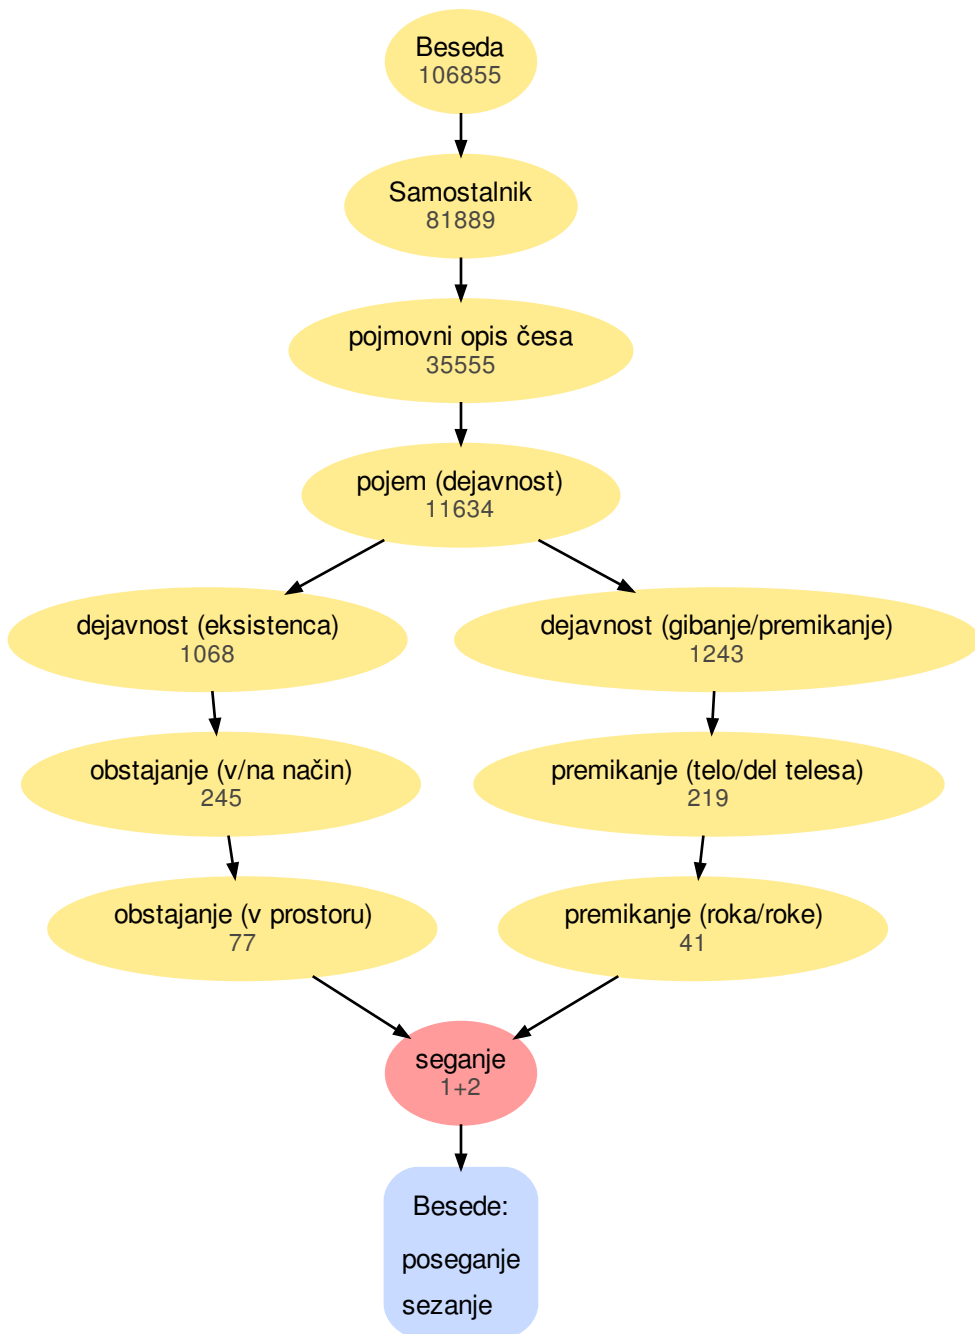 Beseda
106855
Samostalnik
81889
pojmovni opis česa
35555
pojem (dejavnost)
11634
dejavnost (eksistenca)
1068
dejavnost (gibanje/premikanje)
1243
obstajanje (v/na način)
245
premikanje (telo/del telesa)
219
obstajanje (v prostoru)
77
premikanje (roka/roke)
41
seganje
1+2
Besede:
poseganje
sezanje